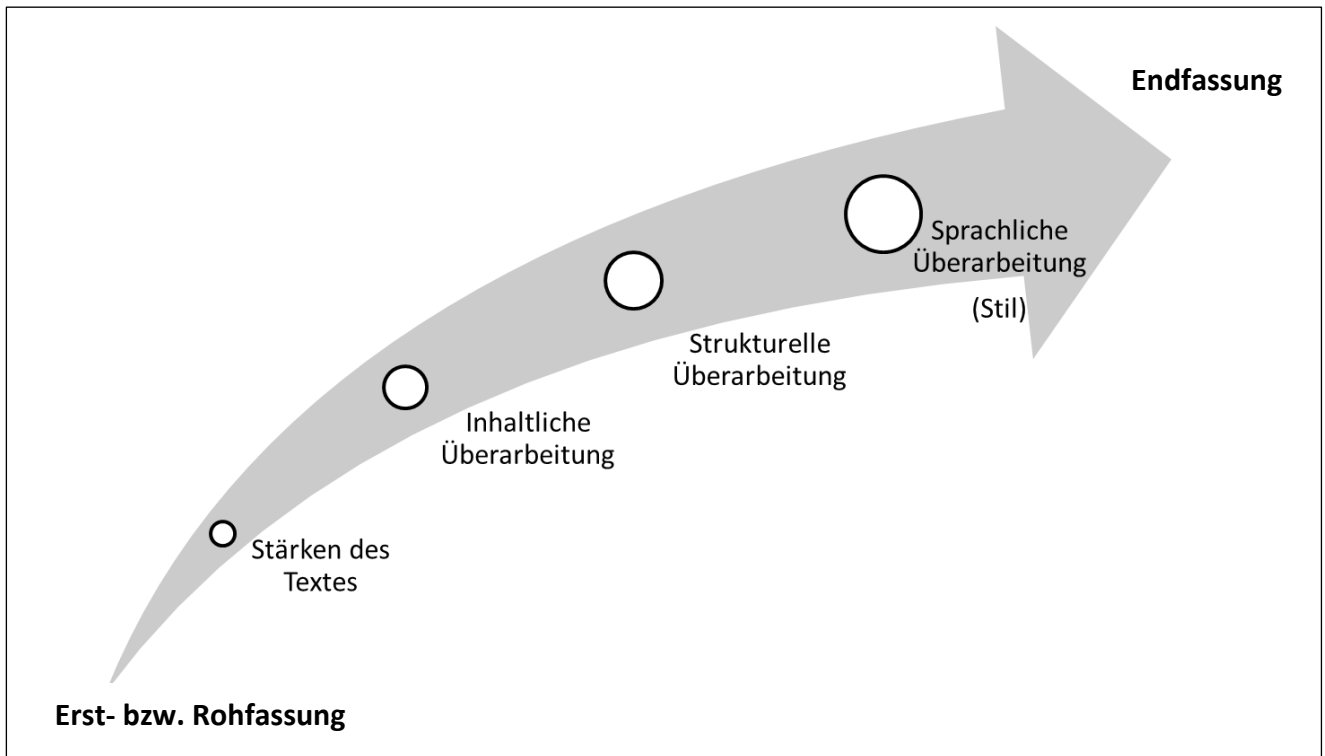 Endfassung
Sprachliche
Überarbeitung
(Stil)
Strukturelle
Überarbeitung
Inhaltliche
Überarbeitung
Stärken des
Textes
Erst- bzw. Rohfassung